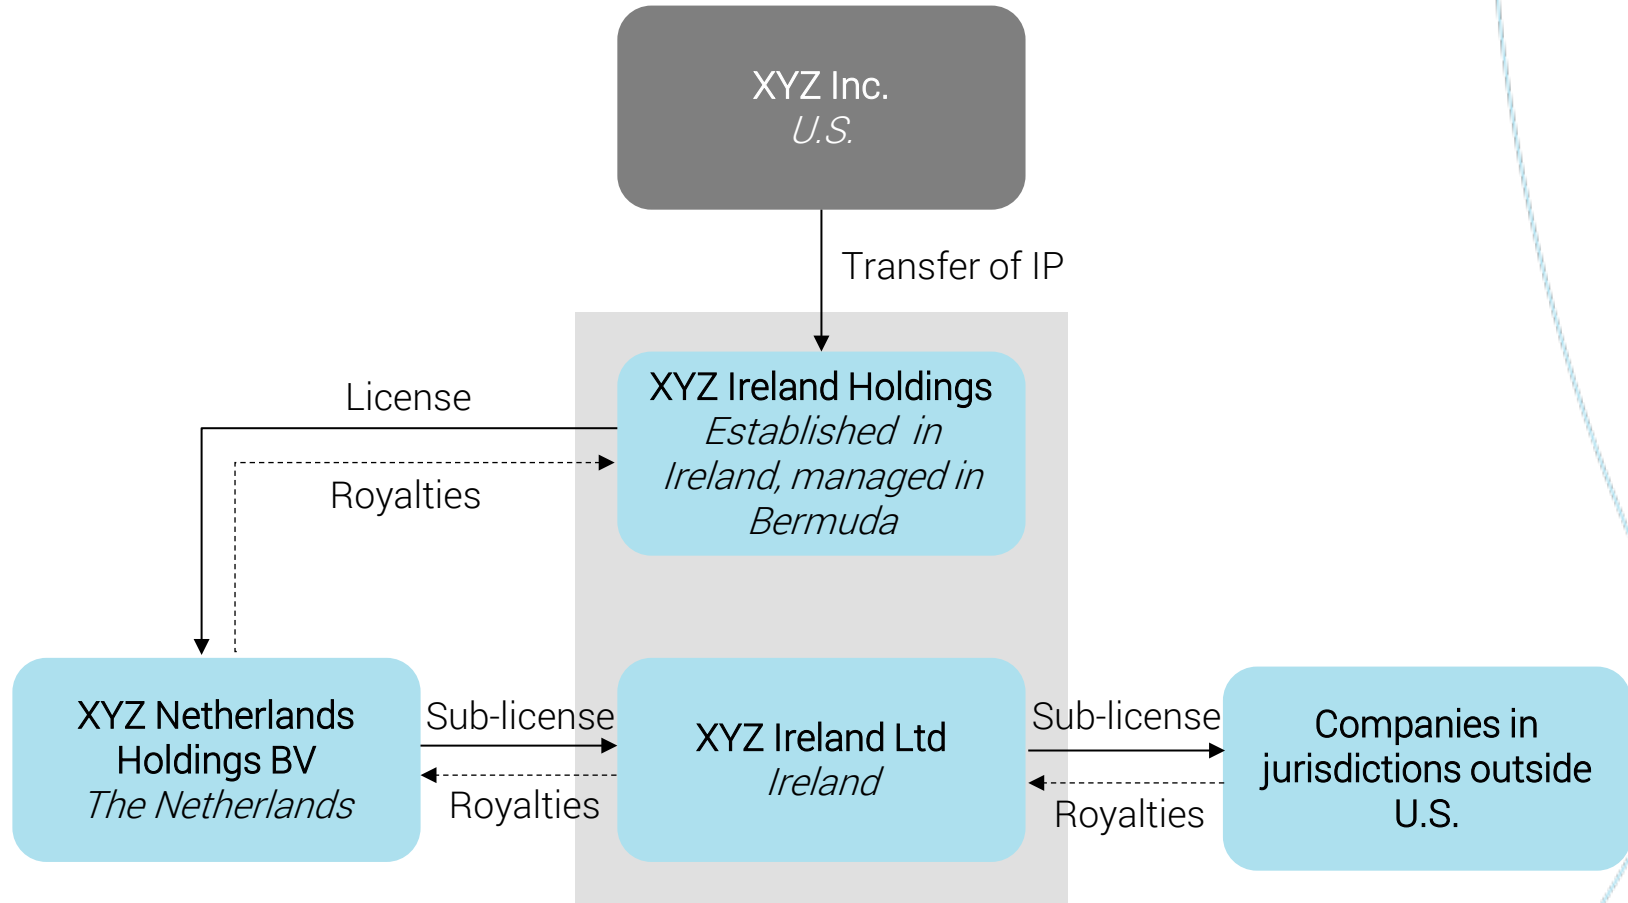 XYZ Inc.
U.S.
Transfer of IP
XYZ Ireland Holdings
Established in
Ireland, managed in
Bermuda
License
Royalties
XYZ Netherlands
Holdings BV
The Netherlands
Sub-license
Royalties
XYZ Ireland Ltd
Ireland
Sub-license
Royalties
Companies in
jurisdictions outside
U.S.